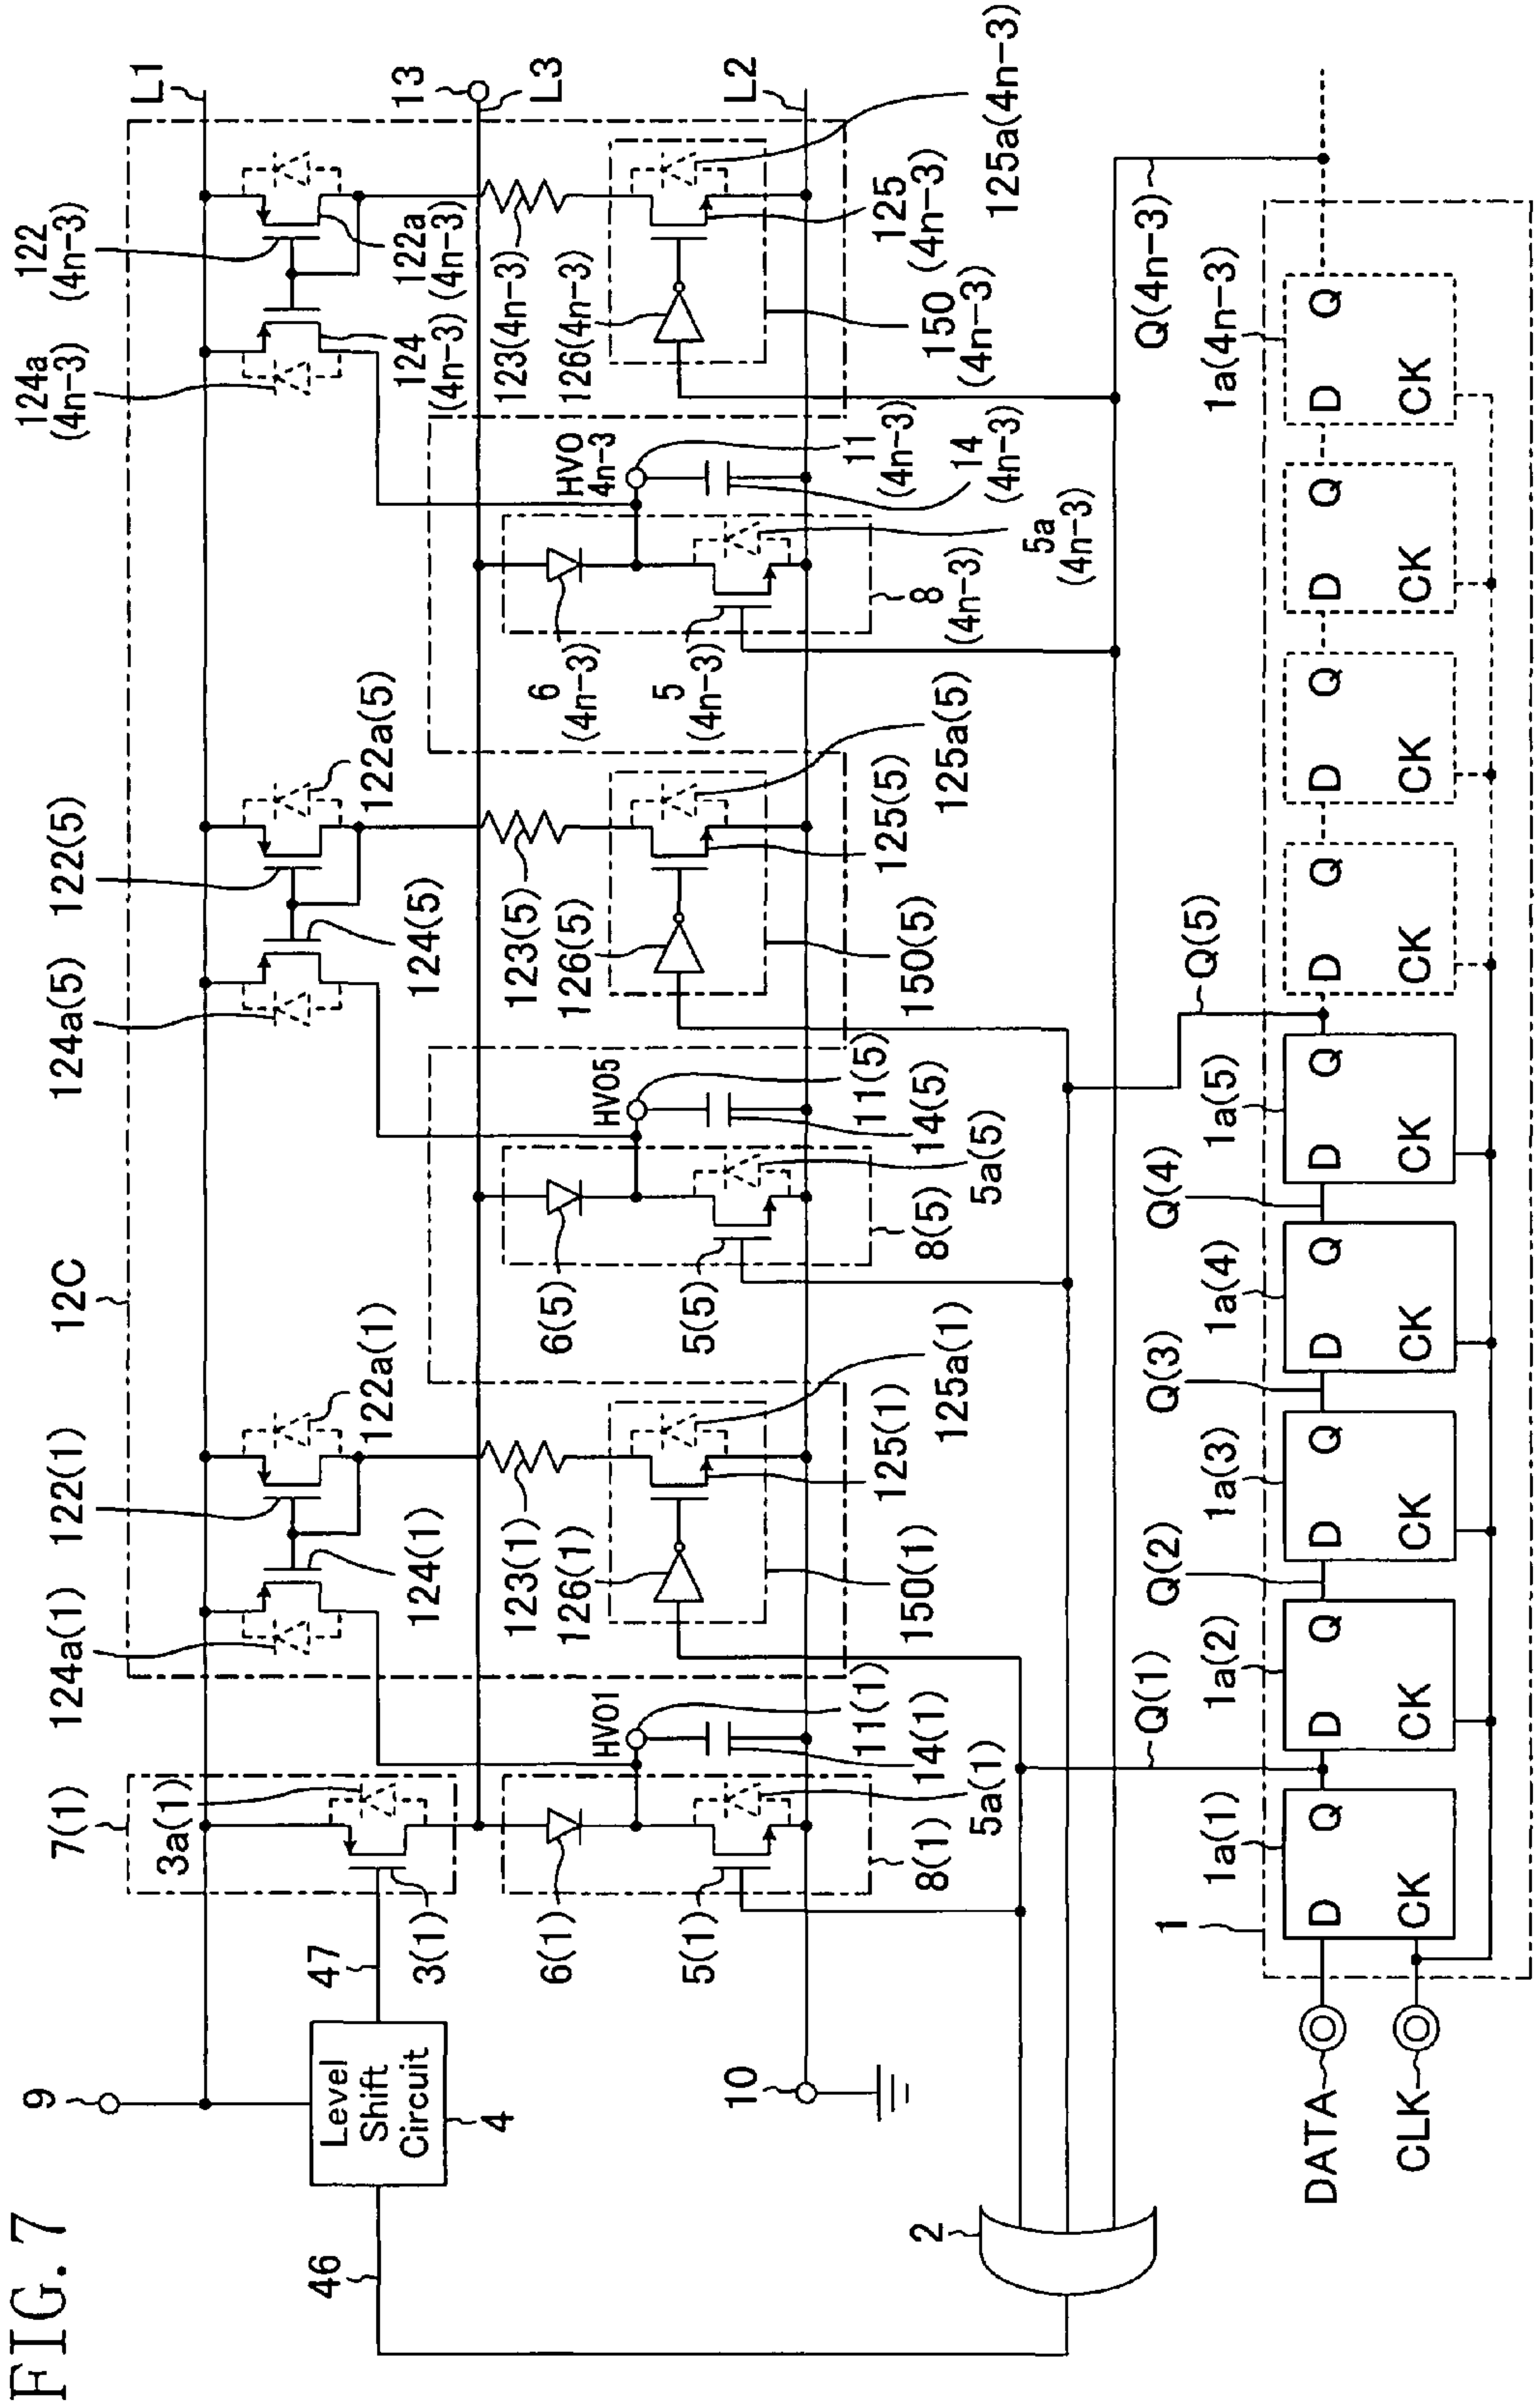 FIG. 7
9
46
Level
Shift
Circuit
4
47
7(1)
3a(1)
3(1)
6(1)
5(1)
5a(1)
8(1)
HVO1
11(1)
14(1)
10
2
12C
124a(1)
122(1)
122a(1)
124(1)
123(1)
126(1)
125(1)
125a(1)
150(1)
6(5)
5(5)
5a(5)
8(5)
HVO5
11(5)
14(5)
124a(5)
122(5)
122a(5)
124(5)
123(5)
126(5)
125(5)
125a(5)
150(5)
6
(4n-3)
5
(4n-3)
5a
(4n-3)
8
(4n-3)
HVO
4n-3
11
(4n-3)
14
(4n-3)
124a
(4n-3)
122
(4n-3)
122a
(4n-3)
124
(4n-3)
123(4n-3)
126(4n-3)
125
(4n-3)
125a(4n-3)
150
(4n-3)
L1
13
L3
L2
Q(1)
Q(2)
Q(3)
Q(4)
Q(5)
Q(4n-3)
1
1a(1)
1a(2)
1a(3)
1a(4)
1a(5)
1a(4n-3)
D Q D Q D Q D Q D Q D Q D Q D Q D Q
CK CK CK CK CK CK CK CK CK
DATA
CLK